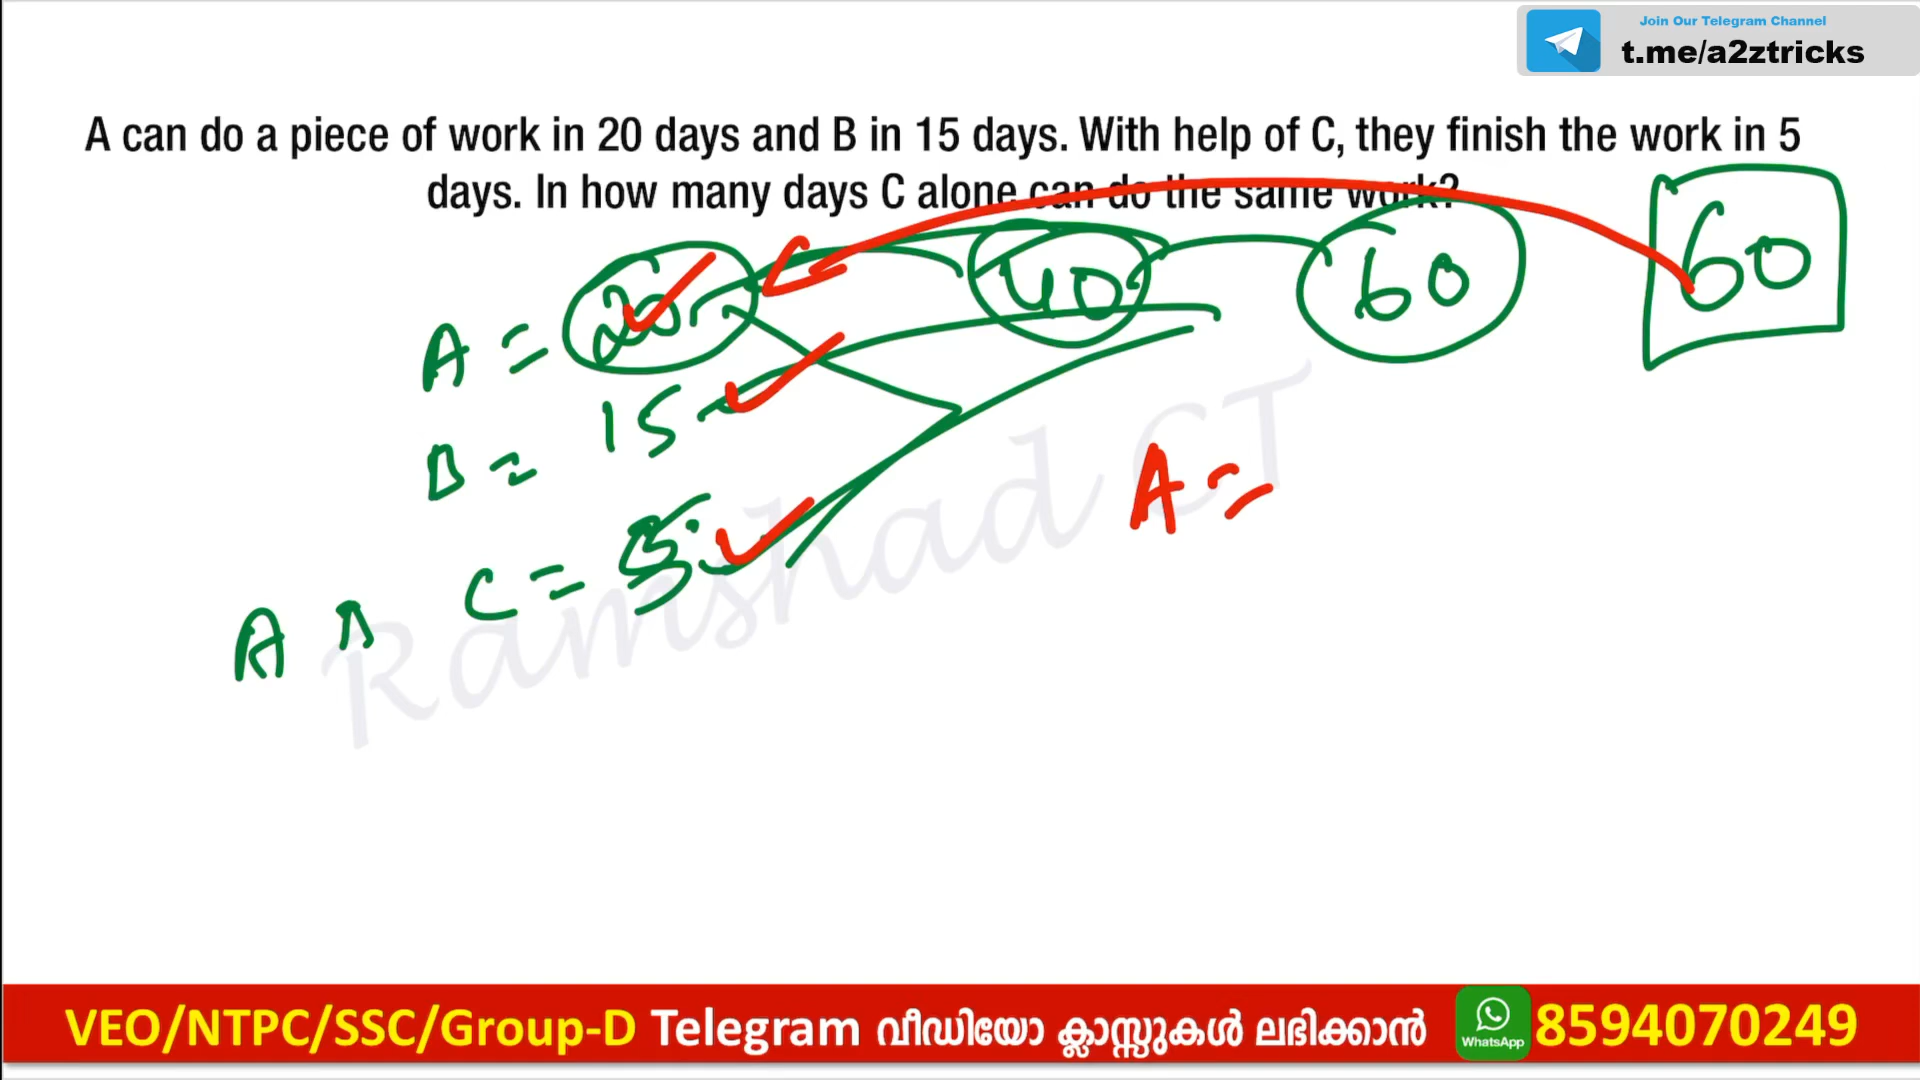 Join Our Telegram Channel
t.me/a2ztricks
A can do a piece of work in 20 days and B in 15 days. With help of C, they finish the work in 5
days. In how many days C alone can do the same work?
A = 20 40 60 60
B = 15
A =
C = 5
A
Ramshad CT
VEO/NTPC/SSC/Group-D Telegram വീഡിയോ ക്ലാസ്സുകൾ ലഭിക്കാൻ WhatsApp 8594070249